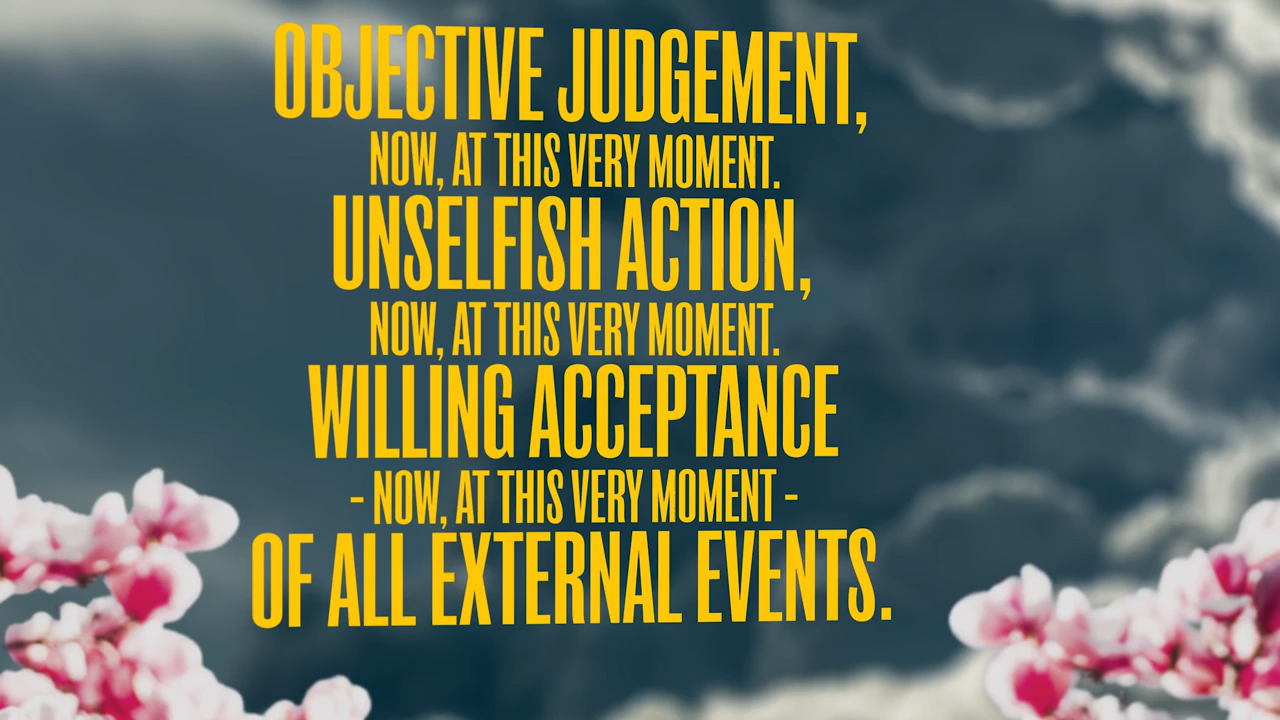 OBJECTIVE JUDGEMENT,
NOW, AT THIS VERY MOMENT.
UNSELFISH ACTION,
NOW, AT THIS VERY MOMENT.
WILLING ACCEPTANCE
- NOW, AT THIS VERY MOMENT -
OF ALL EXTERNAL EVENTS.